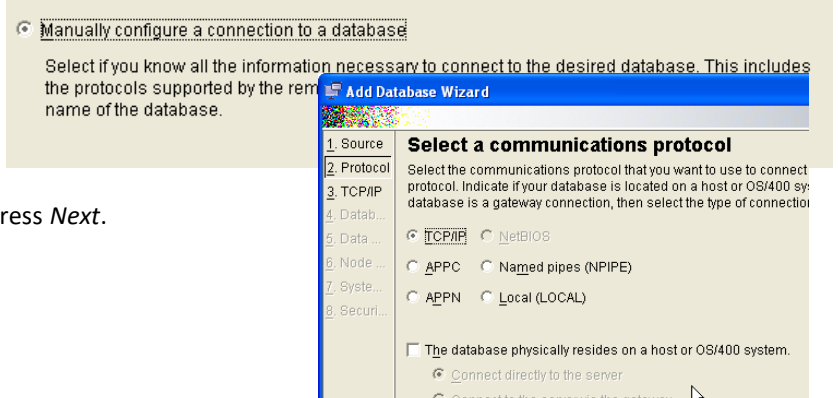 Manually configure a connection to a database
Select if you know all the information necessary to connect to the desired database. This includes
the protocols supported by the rem
name of the database.
ress Next.
Add Database Wizard
1. Source
2. Protocol
3. TCP/IP
4. Datab...
5. Data ...
6. Node ...
7. Syste...
8. Securi...
Select a communications protocol
Select the communications protocol that you want to use to connect
protocol. Indicate if your database is located on a host or OS/400 sy
database is a gateway connection, then select the type of connectio
TCP/IP NetBIOS
APPC Named pipes (NPIPE)
APPN Local (LOCAL)
The database physically resides on a host or OS/400 system.
Connect directly to the server